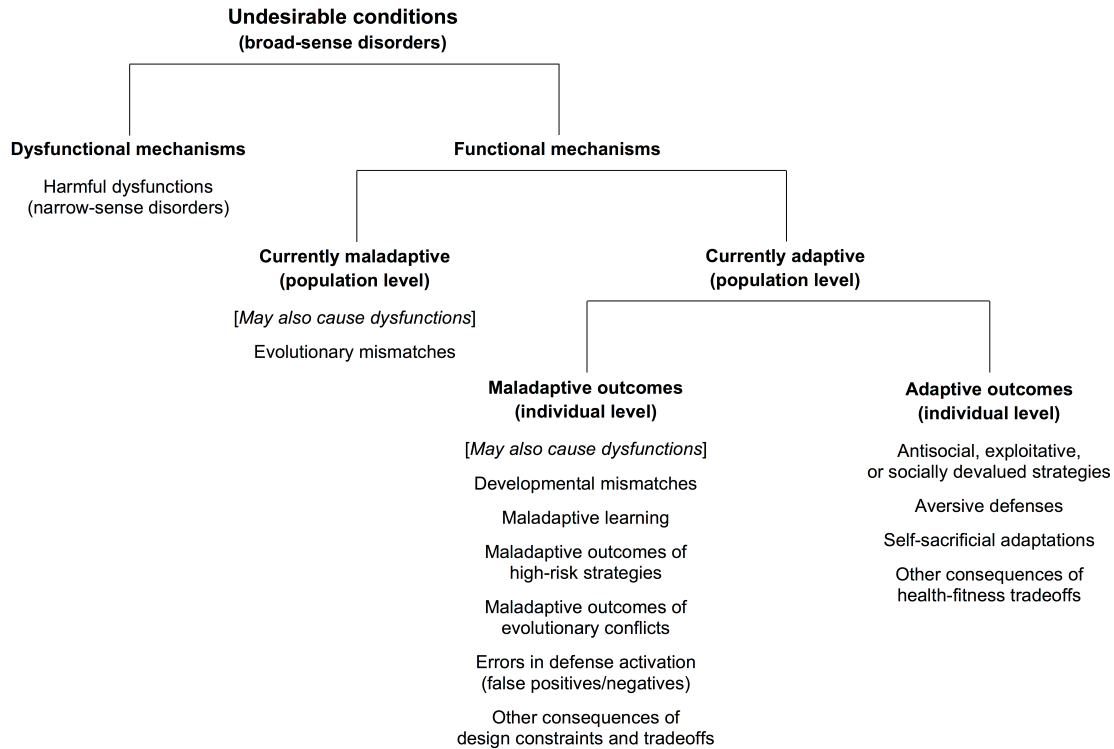 Undesirable conditions
(broad-sense disorders)
Dysfunctional mechanisms
Harmful dysfunctions
(narrow-sense disorders)
Functional mechanisms
Currently maladaptive
(population level)
[May also cause dysfunctions]
Evolutionary mismatches
Currently adaptive
(population level)
Maladaptive outcomes
(individual level)
[May also cause dysfunctions]
Developmental mismatches
Maladaptive learning
Maladaptive outcomes of
high-risk strategies
Maladaptive outcomes of
evolutionary conflicts
Errors in defense activation
(false positives/negatives)
Other consequences of
design constraints and tradeoffs
Adaptive outcomes
(individual level)
Antisocial, exploitative,
or socially devalued strategies
Aversive defenses
Self-sacrificial adaptations
Other consequences of
health-fitness tradeoffs